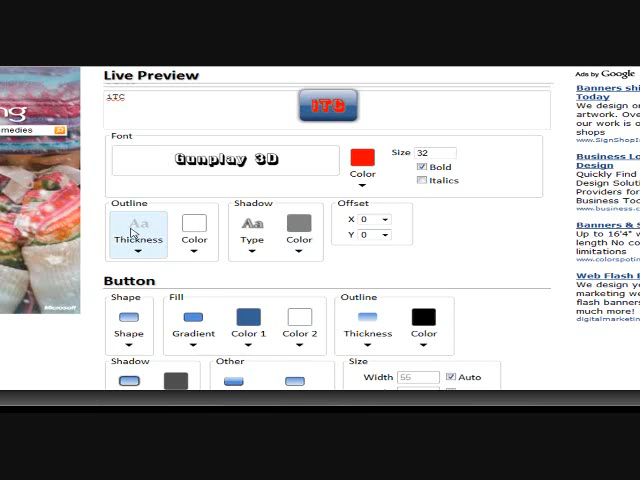 Live Preview
iTC
iTC
Font
Gunplay 3D
Color
Size 32
Bold
Italics
Outline
Aa
Thickness
Color
Shadow
Aa
Type
Color
Offset
X 0
Y 0
Button
Shape
Shape
Fill
Gradient
Color 1
Color 2
Outline
Thickness
Color
Shadow
Other
Size
Width 55
Auto
ng
emedies
Microsoft
Ads by Google
Banners shi
Today
We design o
artwork. Ove
our work is o
shops
www.SignShopI
Business Lo
Design
Quickly Find
Design Soluti
Providers For
Business Too
www.business.c
Banners & S
Up to 16'4" w
length No co
limitations
www.colorspotin
Web Flash B
We design yo
marketing we
flash banners
much more!
digitalmarketin